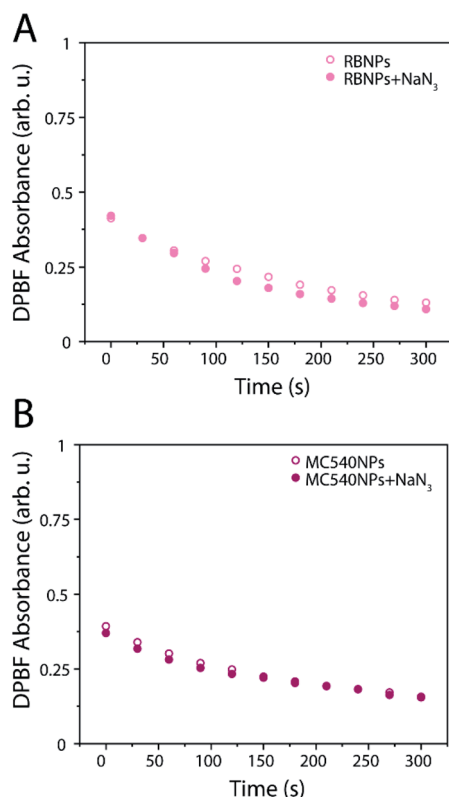 A
DPBF Absorbance (arb. u.)
1
0.75
0.5
0.25
0
RBNPs
RBNPs+NaN₃
0 50 100 150 200 250 300
Time (s)
B
DPBF Absorbance (arb. u.)
1
0.75
0.5
0.25
0
MC540NPs
MC540NPs+NaN₃
0 50 100 150 200 250 300
Time (s)